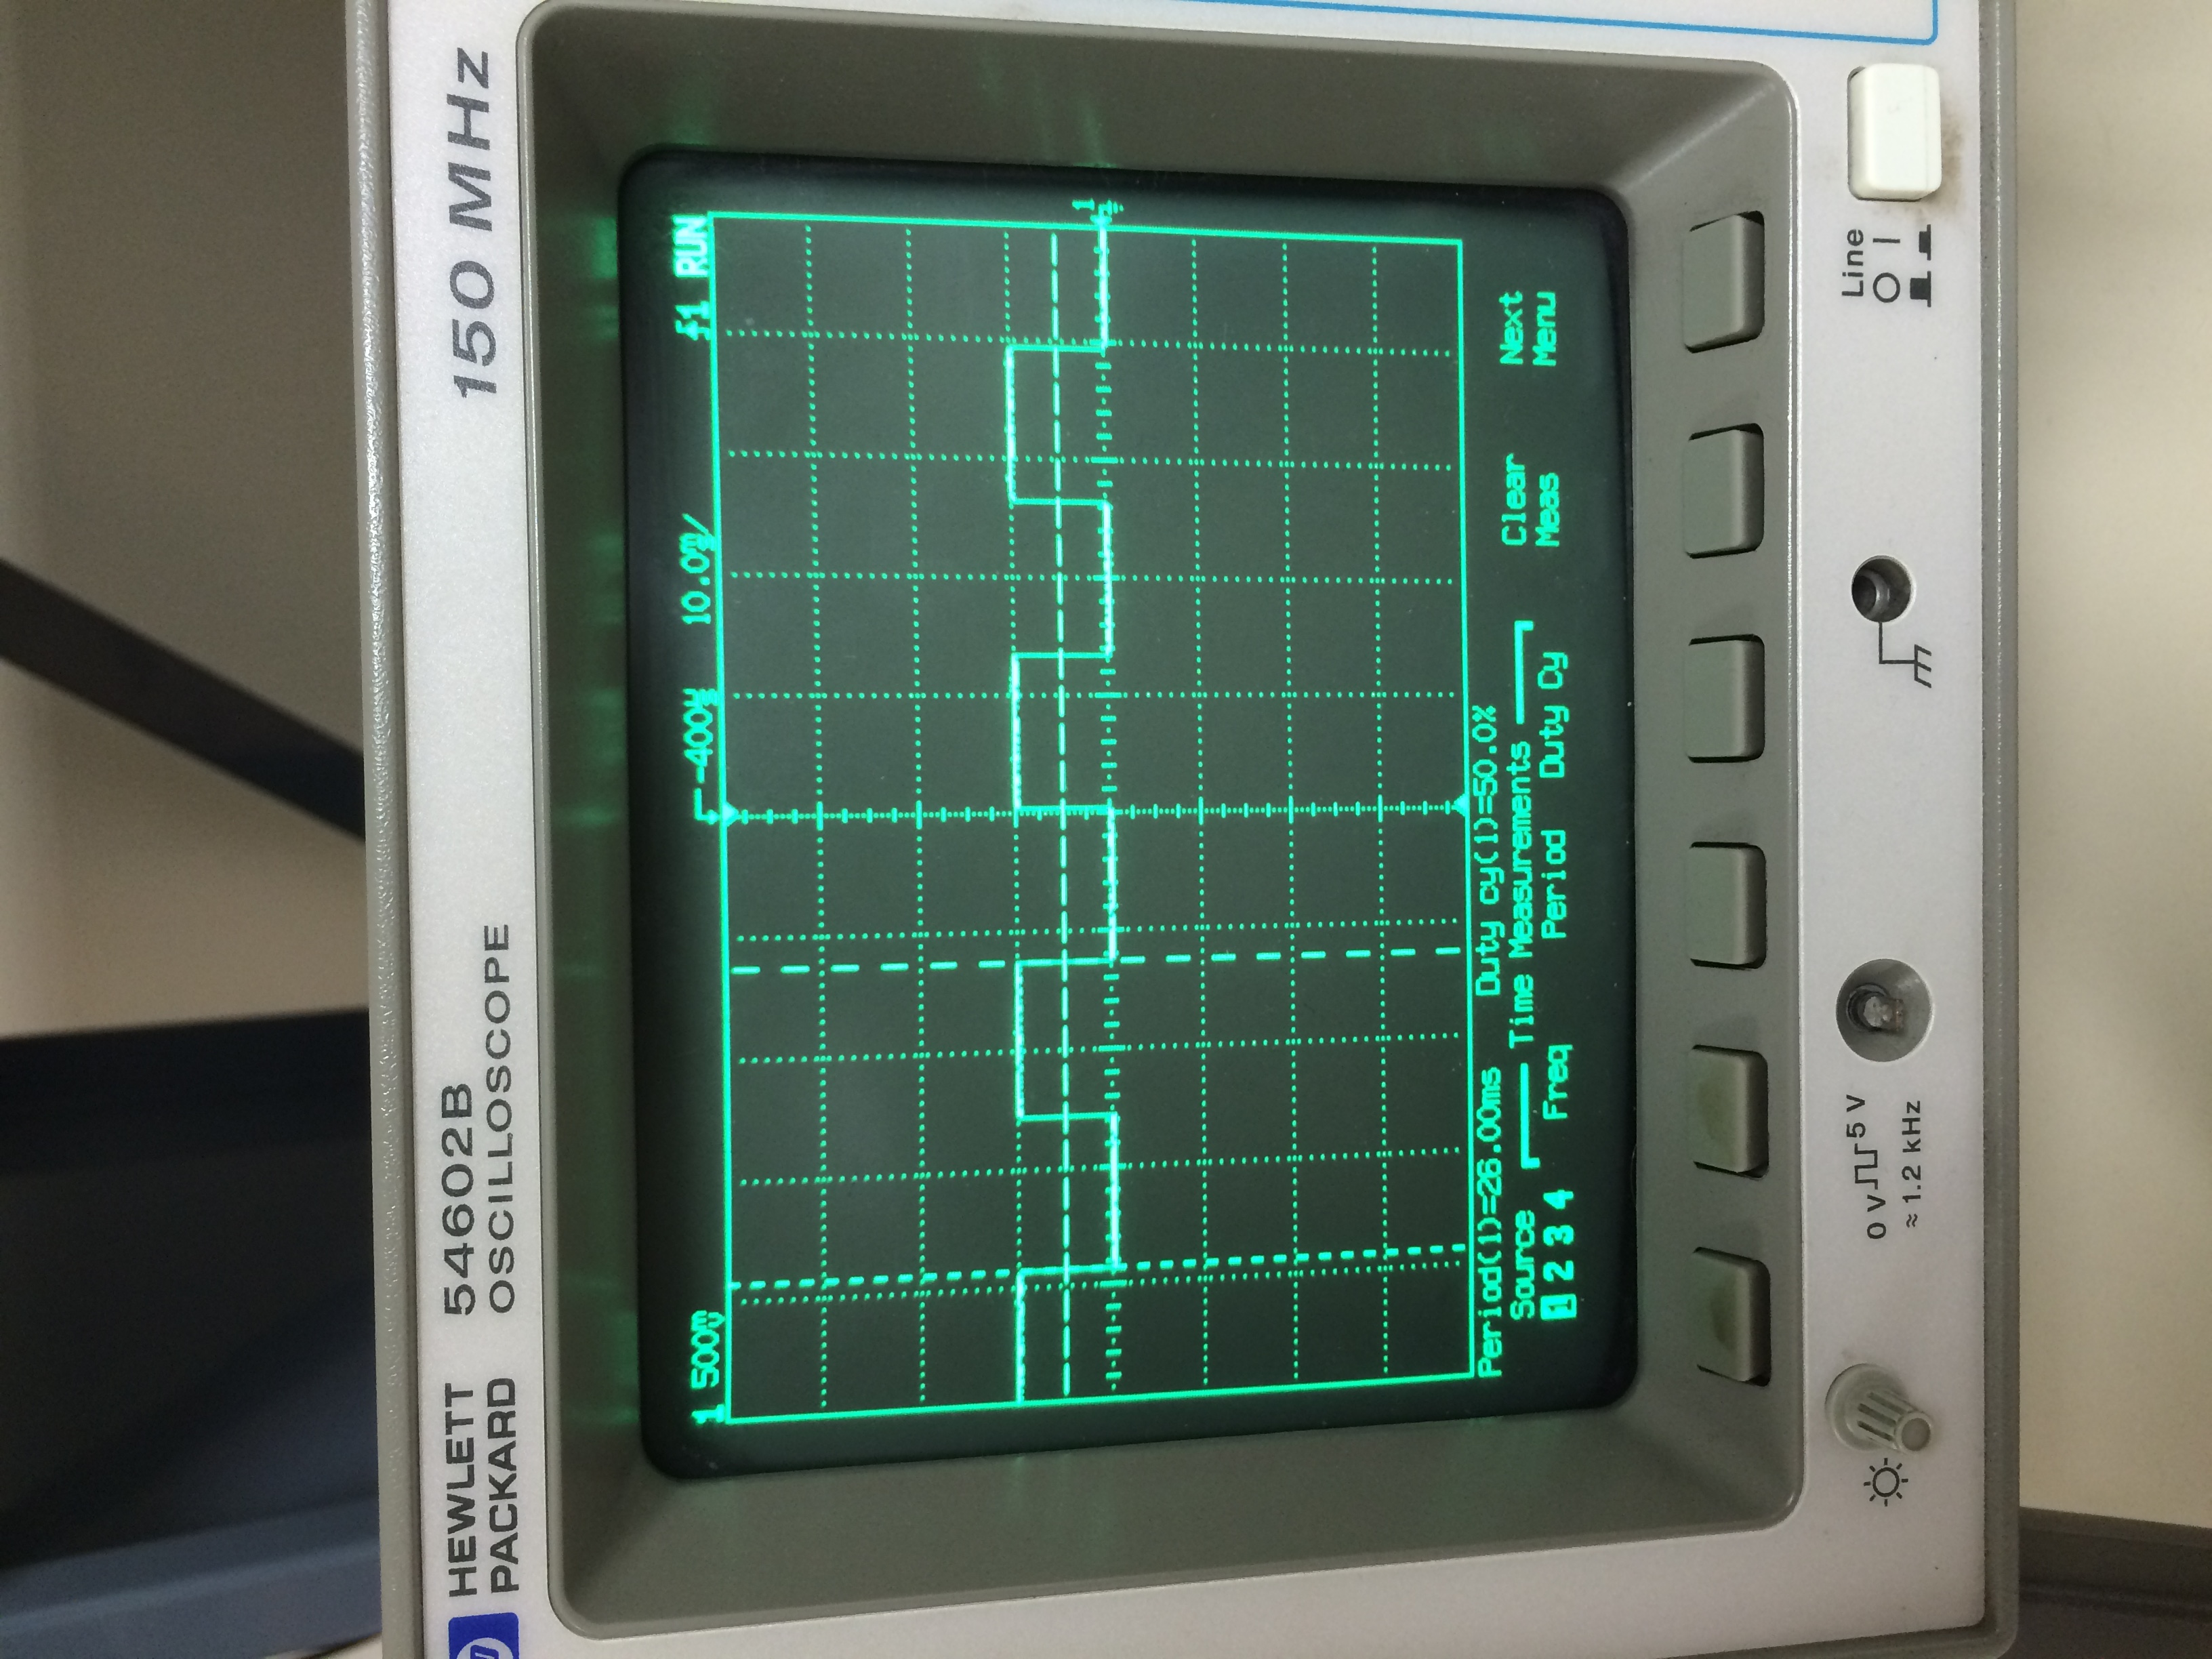 HEWLETT PACKARD 54602B OSCILLOSCOPE 150 MHz
1 500mV -400us 10.0ms/ 1 RUN
1
Period(1)=26.00ms Duty cy(1)=50.0%
Source Time Measurements Clear Next
1 2 3 4 Freq Period Duty Cy Meas Menu
0 V 5 V
≈ 1.2 kHz
Line